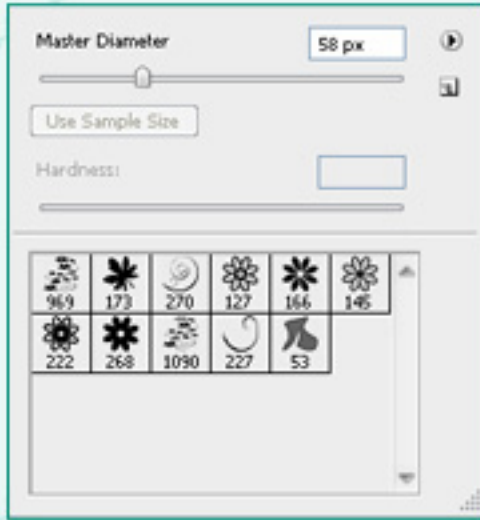 Master Diameter 58 px
Use Sample Size
Hardness:
969 173 270 127 166 145
222 268 1090 227 53